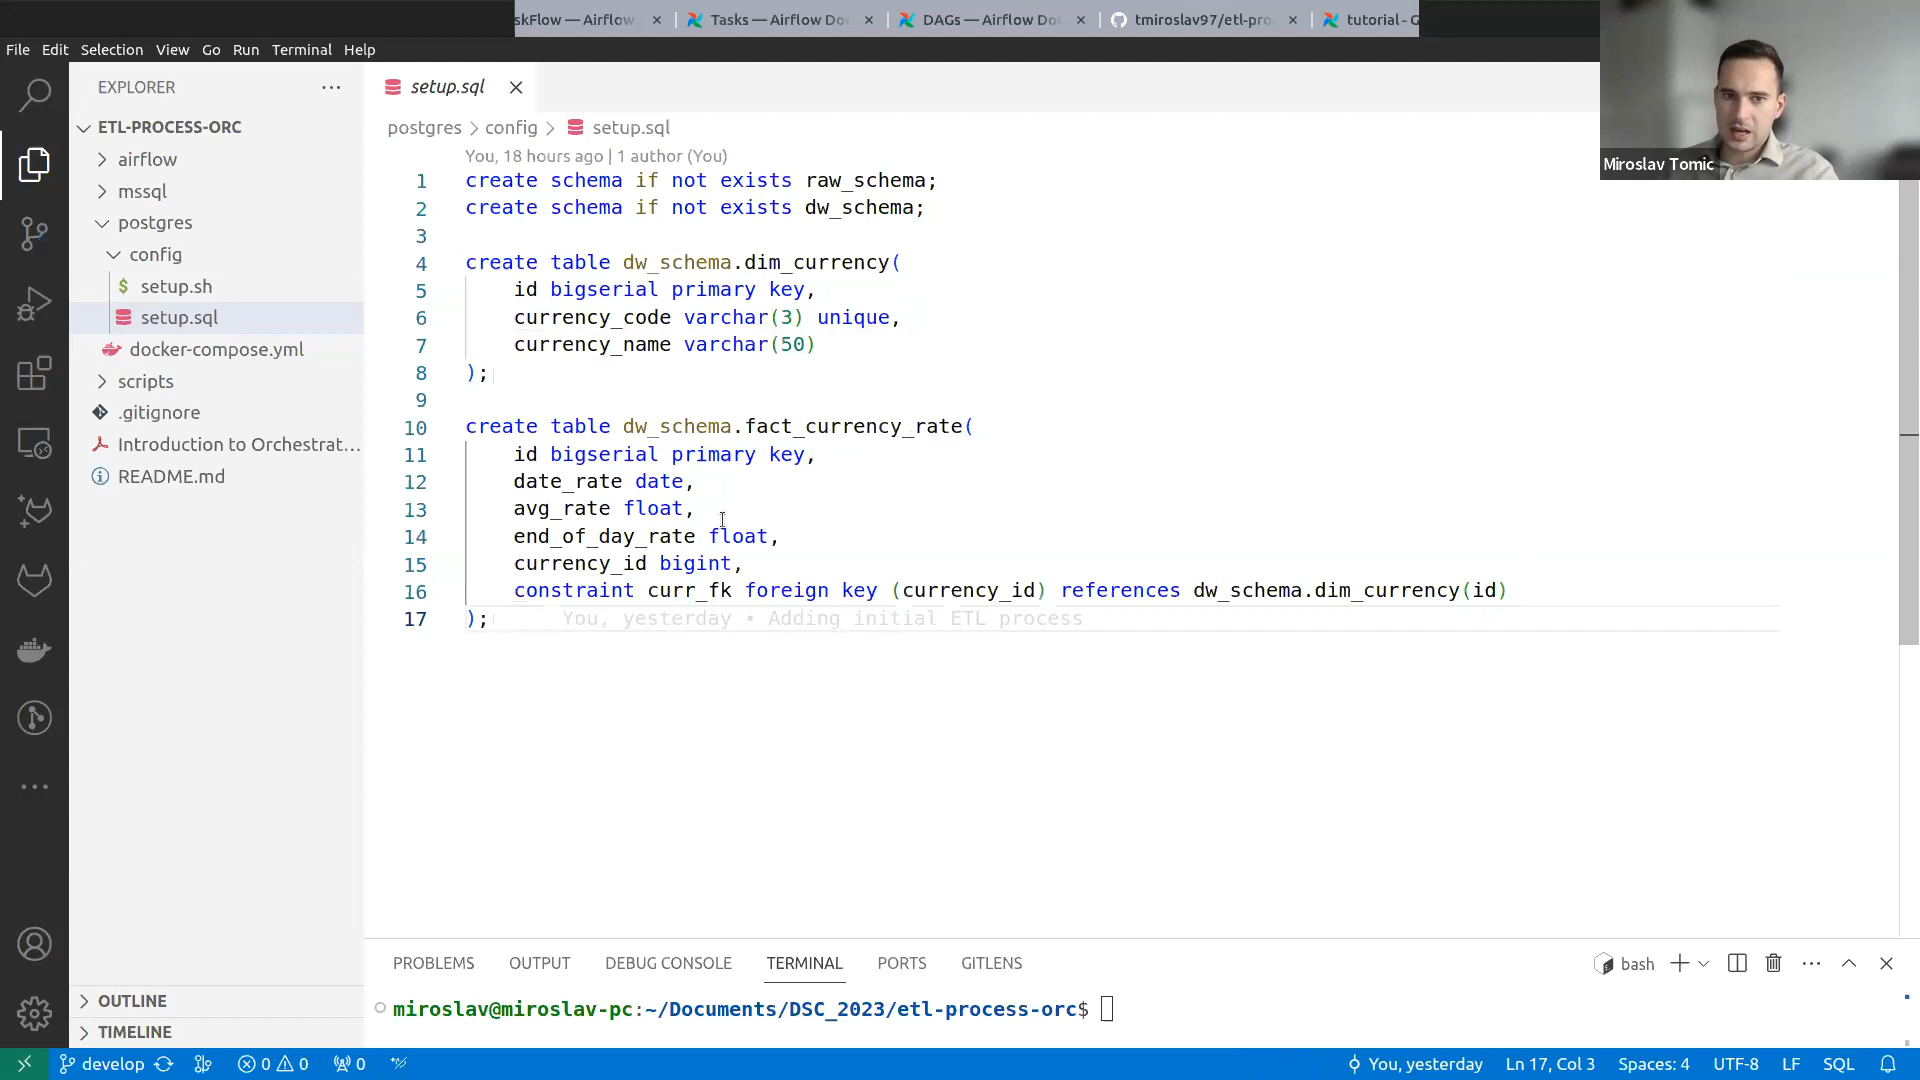 skFlow — Airflow
Tasks — Airflow Do
DAGs — Airflow Do
tmiroslav97/etl-pro
tutorial - G
File Edit Selection View Go Run Terminal Help
Miroslav Tomic
EXPLORER
ETL-PROCESS-ORC
airflow
mssql
postgres
config
setup.sh
setup.sql
docker-compose.yml
scripts
.gitignore
Introduction to Orchestrat...
README.md
OUTLINE
TIMELINE
setup.sql
postgres > config > setup.sql
You, 18 hours ago | 1 author (You)
1 create schema if not exists raw_schema;
2 create schema if not exists dw_schema;
3
4 create table dw_schema.dim_currency(
5 id bigserial primary key,
6 currency_code varchar(3) unique,
7 currency_name varchar(50)
8 );
9
10 create table dw_schema.fact_currency_rate(
11 id bigserial primary key,
12 date_rate date,
13 avg_rate float,
14 end_of_day_rate float,
15 currency_id bigint,
16 constraint curr_fk foreign key (currency_id) references dw_schema.dim_currency(id)
17 ); You, yesterday • Adding initial ETL process
PROBLEMS OUTPUT DEBUG CONSOLE TERMINAL PORTS GITLENS
bash
miroslav@miroslav-pc:~/Documents/DSC_2023/etl-process-orc$
develop 0 0 0 You, yesterday Ln 17, Col 3 Spaces: 4 UTF-8 LF SQL